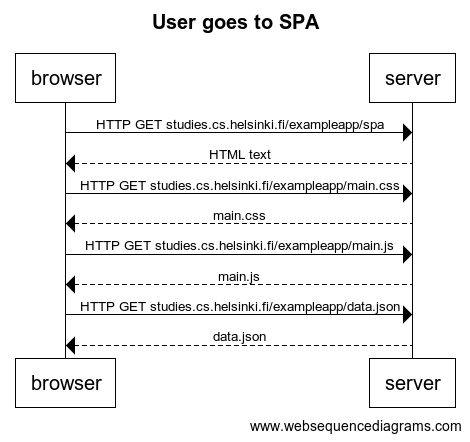 User goes to SPA
browser
server
HTTP GET studies.cs.helsinki.fi/exampleapp/spa
HTML text
HTTP GET studies.cs.helsinki.fi/exampleapp/main.css
main.css
HTTP GET studies.cs.helsinki.fi/exampleapp/main.js
main.js
HTTP GET studies.cs.helsinki.fi/exampleapp/data.json
data.json
browser
server
www.websequencediagrams.com